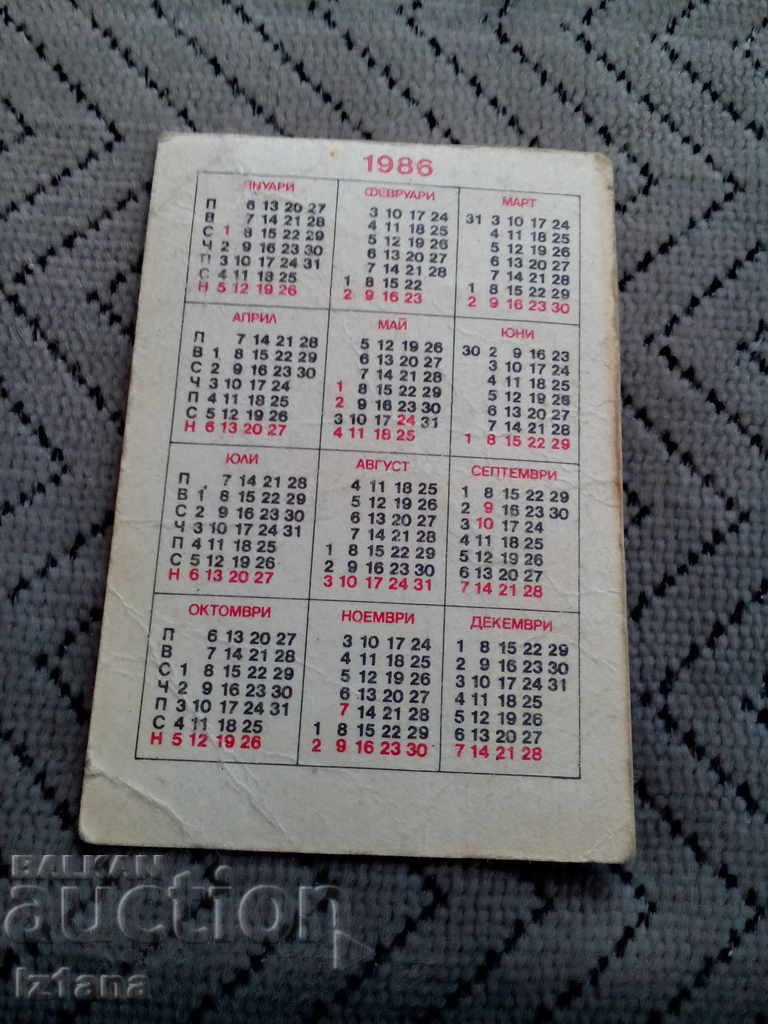 1986
ЯНУАРИ
П 6 13 20 27
В 7 14 21 28
С 1 8 15 22 29
Ч 2 9 16 23 30
П 3 10 17 24 31
С 4 11 18 25
Н 5 12 19 26
ФЕВРУАРИ
3 10 17 24
4 11 18 25
5 12 19 26
6 13 20 27
7 14 21 28
1 8 15 22
2 9 16 23
МАРТ
31 3 10 17 24
4 11 18 25
5 12 19 26
6 13 20 27
7 14 21 28
1 8 15 22 29
2 9 16 23 30
АПРИЛ
П 7 14 21 28
В 1 8 15 22 29
С 2 9 16 23 30
Ч 3 10 17 24
П 4 11 18 25
С 5 12 19 26
Н 6 13 20 27
МАЙ
5 12 19 26
6 13 20 27
7 14 21 28
1 8 15 22 29
2 9 16 23 30
3 10 17 24 31
4 11 18 25
ЮНИ
30 2 9 16 23
3 10 17 24
4 11 18 25
5 12 19 26
6 13 20 27
7 14 21 28
1 8 15 22 29
ЮЛИ
П 7 14 21 28
В 1 8 15 22 29
С 2 9 16 23 30
Ч 3 10 17 24 31
П 4 11 18 25
С 5 12 19 26
Н 6 13 20 27
АВГУСТ
4 11 18 25
5 12 19 26
6 13 20 27
7 14 21 28
1 8 15 22 29
2 9 16 23 30
3 10 17 24 31
СЕПТЕМВРИ
1 8 15 22 29
2 9 16 23 30
3 10 17 24
4 11 18 25
5 12 19 26
6 13 20 27
7 14 21 28
ОКТОМВРИ
П 6 13 20 27
В 7 14 21 28
С 1 8 15 22 29
Ч 2 9 16 23 30
П 3 10 17 24 31
С 4 11 18 25
Н 5 12 19 26
НОЕМВРИ
3 10 17 24
4 11 18 25
5 12 19 26
6 13 20 27
7 14 21 28
1 8 15 22 29
2 9 16 23 30
ДЕКЕМВРИ
1 8 15 22 29
2 9 16 23 30
3 10 17 24 31
4 11 18 25
5 12 19 26
6 13 20 27
7 14 21 28
BALKAN
auction
Iz1ana